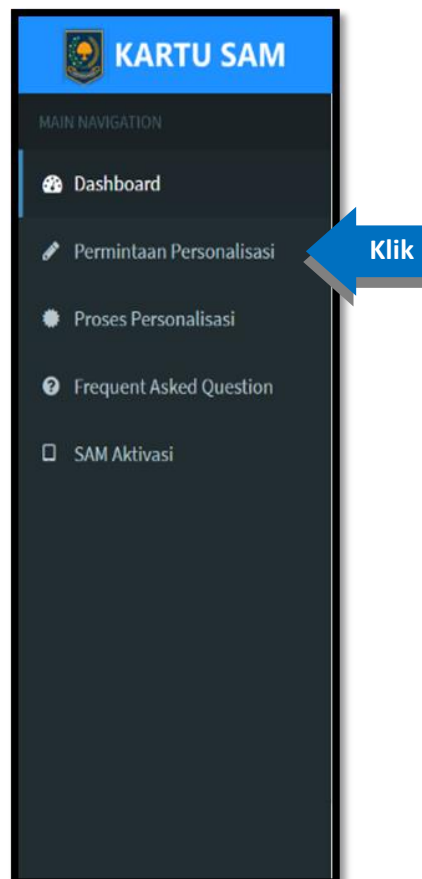 KARTU SAM
MAIN NAVIGATION
Dashboard
Permintaan Personalisasi
Klik
Proses Personalisasi
Frequent Asked Question
SAM Aktivasi